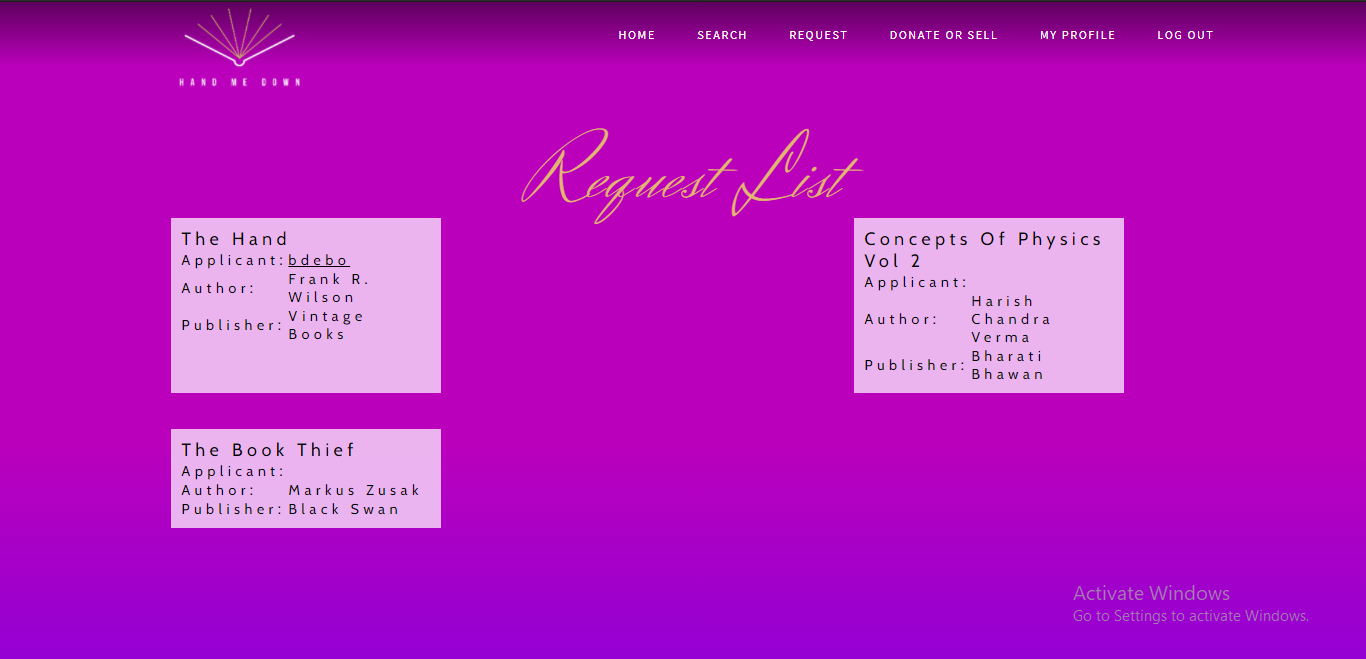 HAND ME DOWN
HOME SEARCH REQUEST DONATE OR SELL MY PROFILE LOG OUT
Request List
The Hand
Applicant: bdebo
Author: Frank R.
Wilson
Publisher: Vintage
Books
Concepts Of Physics
Vol 2
Applicant:
Author: Harish
Chandra
Verma
Publisher: Bharati
Bhawan
The Book Thief
Applicant:
Author: Markus Zusak
Publisher: Black Swan
Activate Windows
Go to Settings to activate Windows.